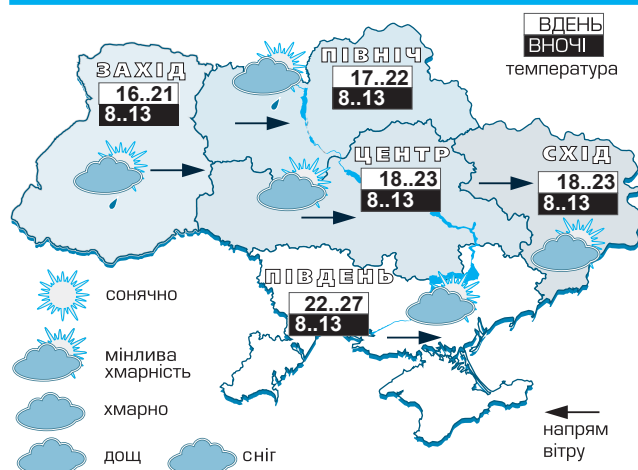 ВДЕНЬ
ВНОЧІ
температура
ЗАХІД
16..21
8..13
ПІВНІЧ
17..22
8..13
ЦЕНТР
18..23
8..13
СХІД
18..23
8..13
ПІВДЕНЬ
22..27
8..13
сонячно
мінлива
хмарність
хмарно
дощ
сніг
напрям
вітру